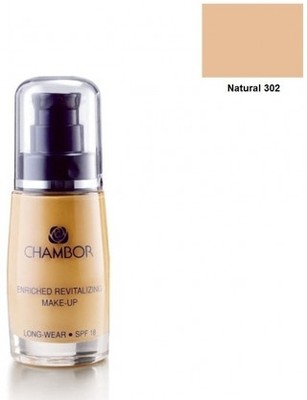 Natural 302
CHAMBOR
ENRICHED REVITALIZING
MAKE-UP
LONG-WEAR • SPF 18